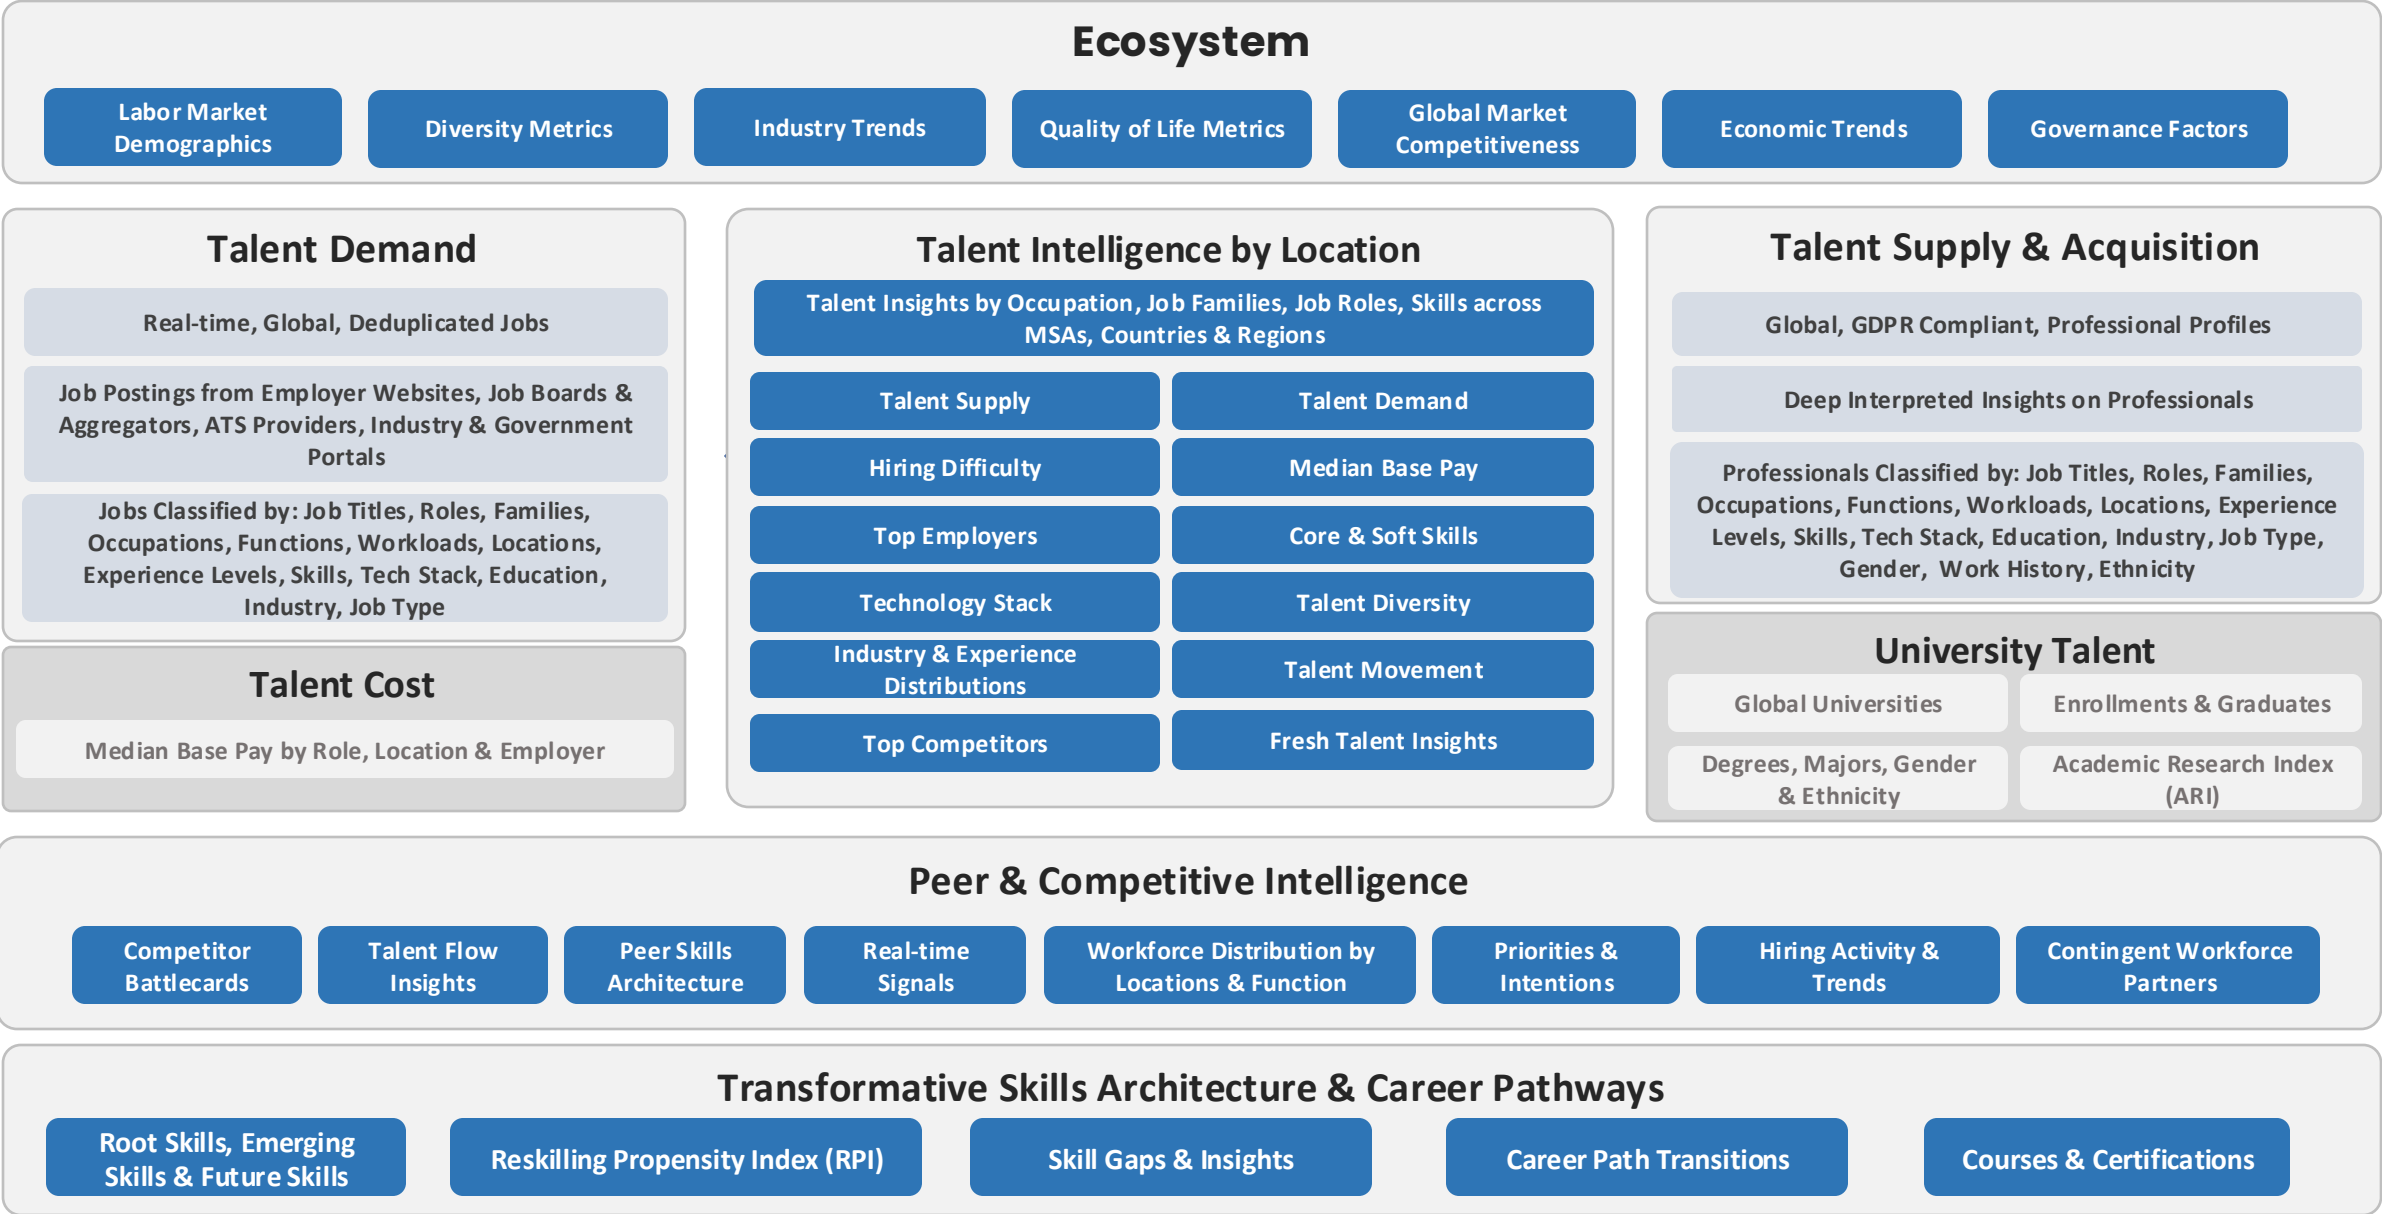 Ecosystem
Labor Market
Demographics
Diversity Metrics
Industry Trends
Quality of Life Metrics
Global Market
Competitiveness
Economic Trends
Governance Factors
Talent Demand
Real-time, Global, Deduplicated Jobs
Job Postings from Employer Websites, Job Boards &
Aggregators, ATS Providers, Industry & Government
Portals
Jobs Classified by: Job Titles, Roles, Families,
Occupations, Functions, Workloads, Locations,
Experience Levels, Skills, Tech Stack, Education,
Industry, Job Type
Talent Cost
Median Base Pay by Role, Location & Employer
Talent Intelligence by Location
Talent Insights by Occupation, Job Families, Job Roles, Skills across
MSAs, Countries & Regions
Talent Supply
Talent Demand
Hiring Difficulty
Median Base Pay
Top Employers
Core & Soft Skills
Technology Stack
Talent Diversity
Industry & Experience
Distributions
Talent Movement
Top Competitors
Fresh Talent Insights
Talent Supply & Acquisition
Global, GDPR Compliant, Professional Profiles
Deep Interpreted Insights on Professionals
Professionals Classified by: Job Titles, Roles, Families,
Occupations, Functions, Workloads, Locations, Experience
Levels, Skills, Tech Stack, Education, Industry, Job Type,
Gender, Work History, Ethnicity
University Talent
Global Universities
Enrollments & Graduates
Degrees, Majors, Gender
& Ethnicity
Academic Research Index
(ARI)
Peer & Competitive Intelligence
Competitor
Battlecards
Talent Flow
Insights
Peer Skills
Architecture
Real-time
Signals
Workforce Distribution by
Locations & Function
Priorities &
Intentions
Hiring Activity &
Trends
Contingent Workforce
Partners
Transformative Skills Architecture & Career Pathways
Root Skills, Emerging
Skills & Future Skills
Reskilling Propensity Index (RPI)
Skill Gaps & Insights
Career Path Transitions
Courses & Certifications